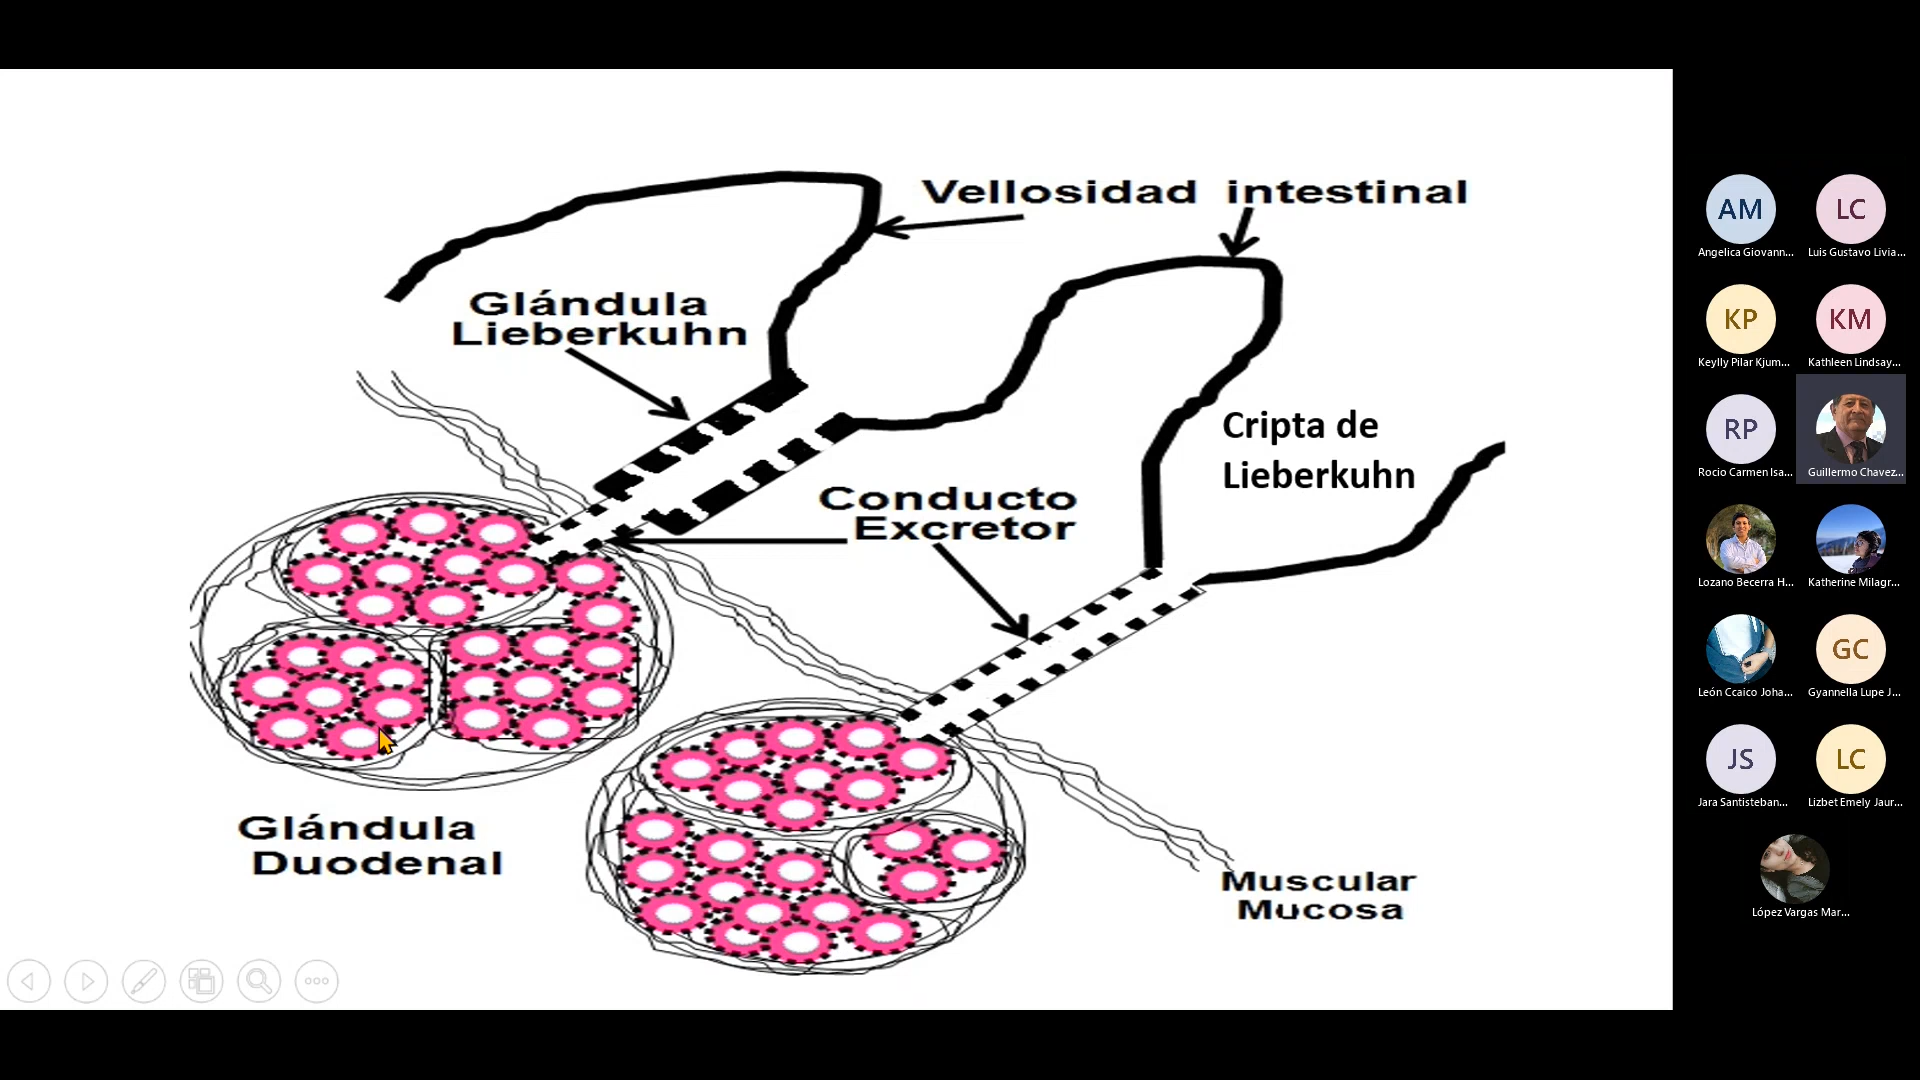 Vellosidad intestinal
Glándula
Lieberkuhn
Cripta de
Lieberkuhn
Conducto
Excretor
Glándula
Duodenal
Muscular
Mucosa
AM
Angelica Giovann...
LC
Luis Gustavo Livia...
KP
Keylly Pilar Kjum...
KM
Kathleen Lindsay...
RP
Rocio Carmen Isa...
Guillermo Chavez...
Lozano Becerra H...
Katherine Milagr...
León Ccaico Joha...
GC
Gyannella Lupe J...
JS
Jara Santisteban...
LC
Lizbet Emely Jaur...
López Vargas Mar...